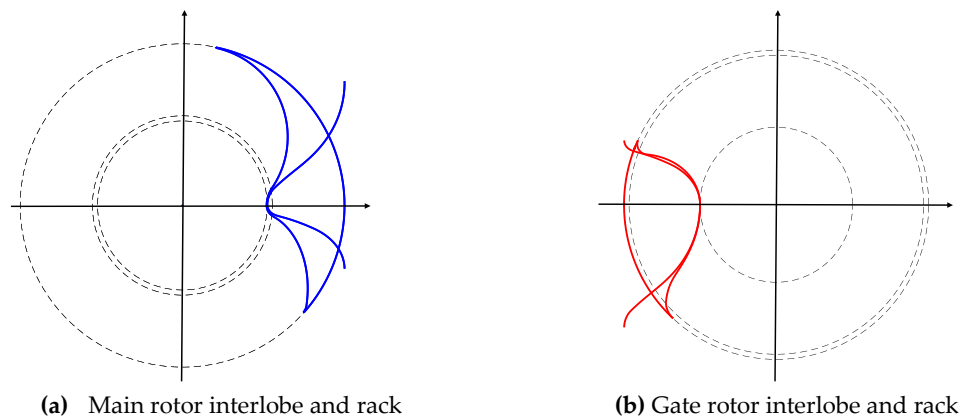 (a) Main rotor interlobe and rack
(b) Gate rotor interlobe and rack